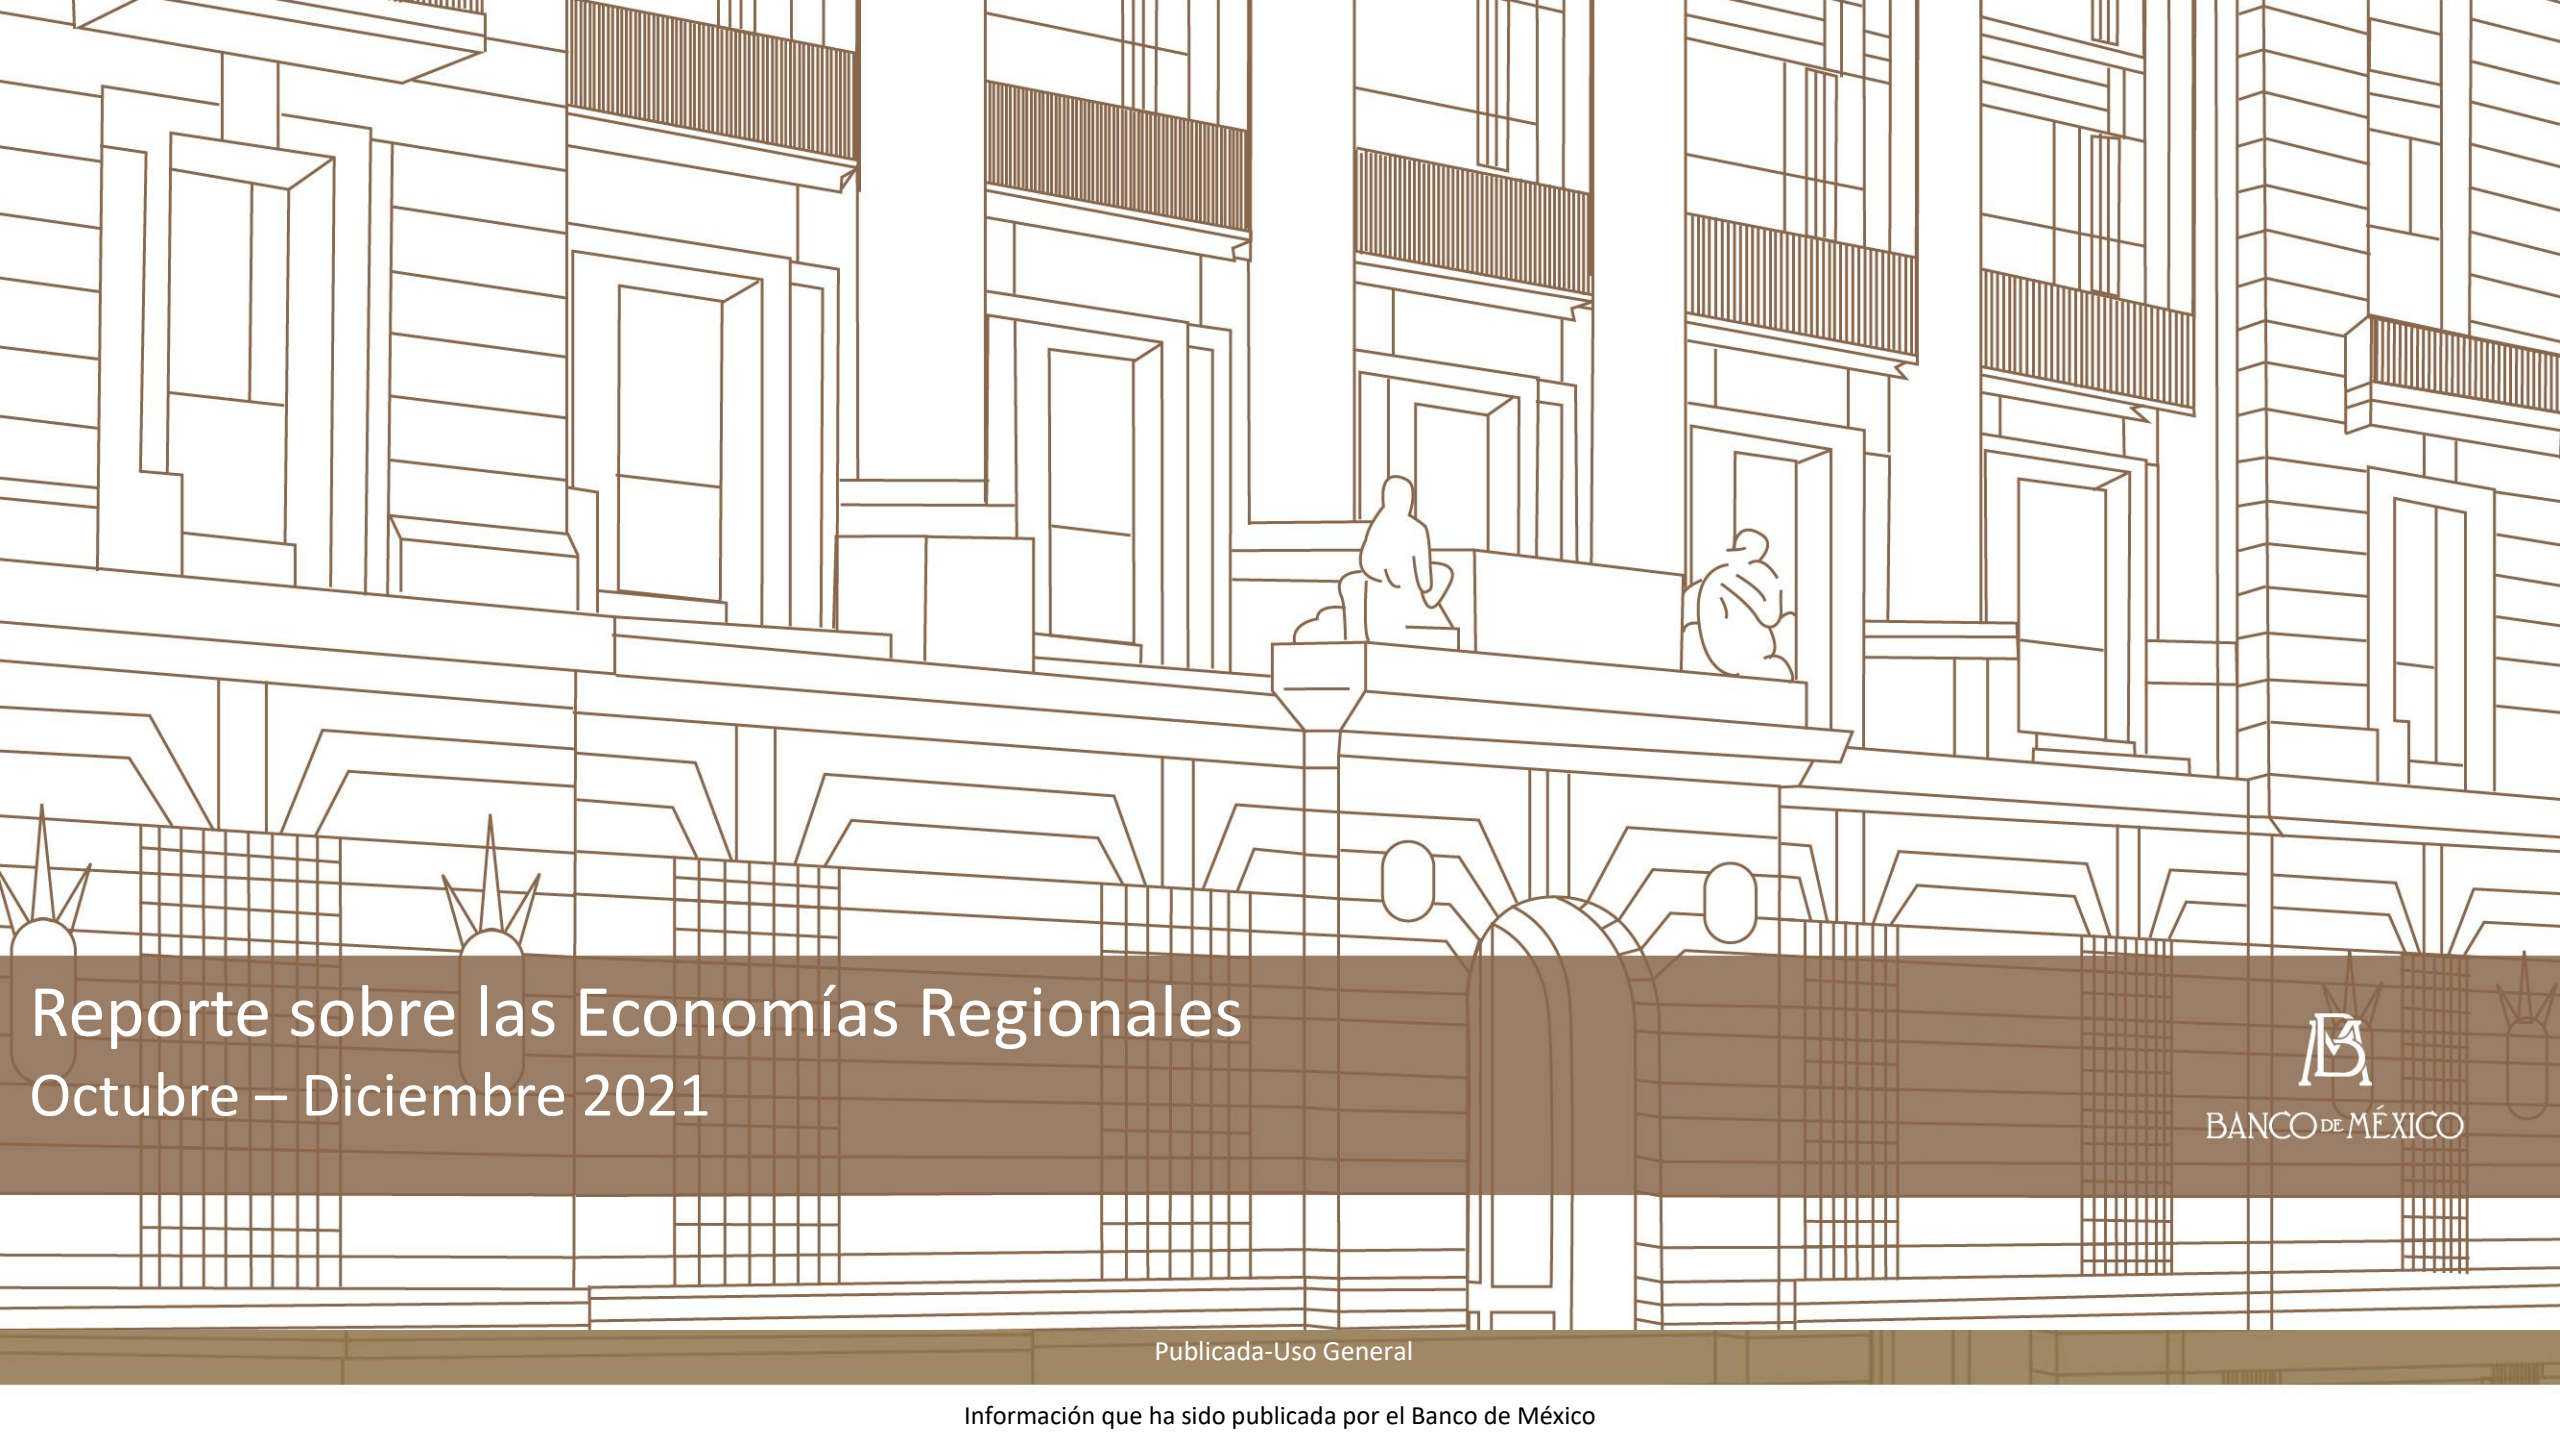 Reporte sobre las Economías Regionales
Octubre – Diciembre 2021
BANCO DE MÉXICO
Publicada-Uso General
Información que ha sido publicada por el Banco de México